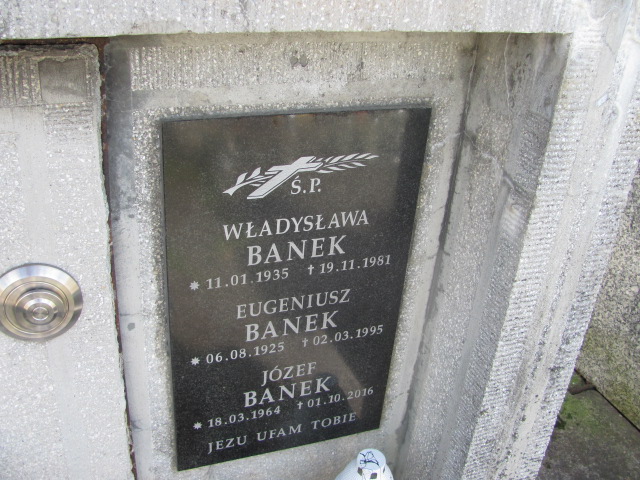 Ś.P.
WŁADYSŁAWA
BANEK
* 11.01.1935 † 19.11.1981
EUGENIUSZ
BANEK
* 06.08.1925 † 02.03.1995
JÓZEF
BANEK
* 18.03.1964 † 01.10.2016
JEZU UFAM TOBIE